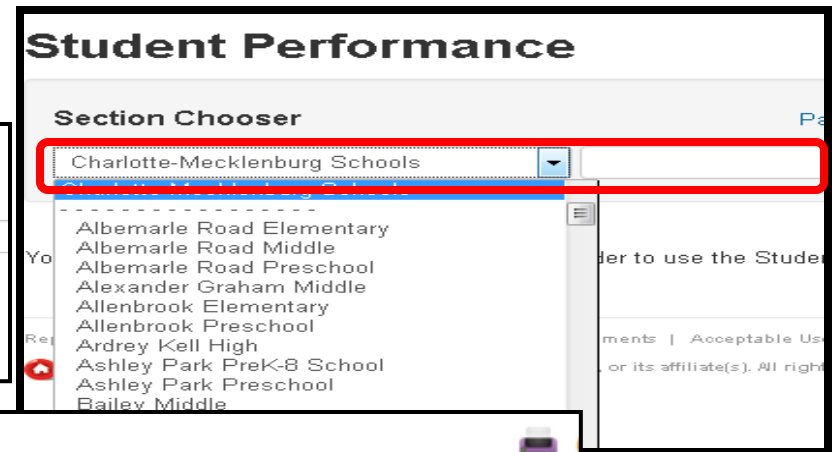 Student Performance
Section Chooser
Pa
Charlotte-Mecklenburg Schools
Charlotte-Mecklenburg Schools
- - - - - - - - - - - - - - - - -
Albemarle Road Elementary
Albemarle Road Middle
Albemarle Road Preschool
Yo
der to use the Studen
Alexander Graham Middle
Allenbrook Elementary
Allenbrook Preschool
Ardrey Kell High
Rep
ments | Acceptable Us
Ashley Park PreK-8 School
or its affiliate(s). All right
Ashley Park Preschool
Bailey Middle